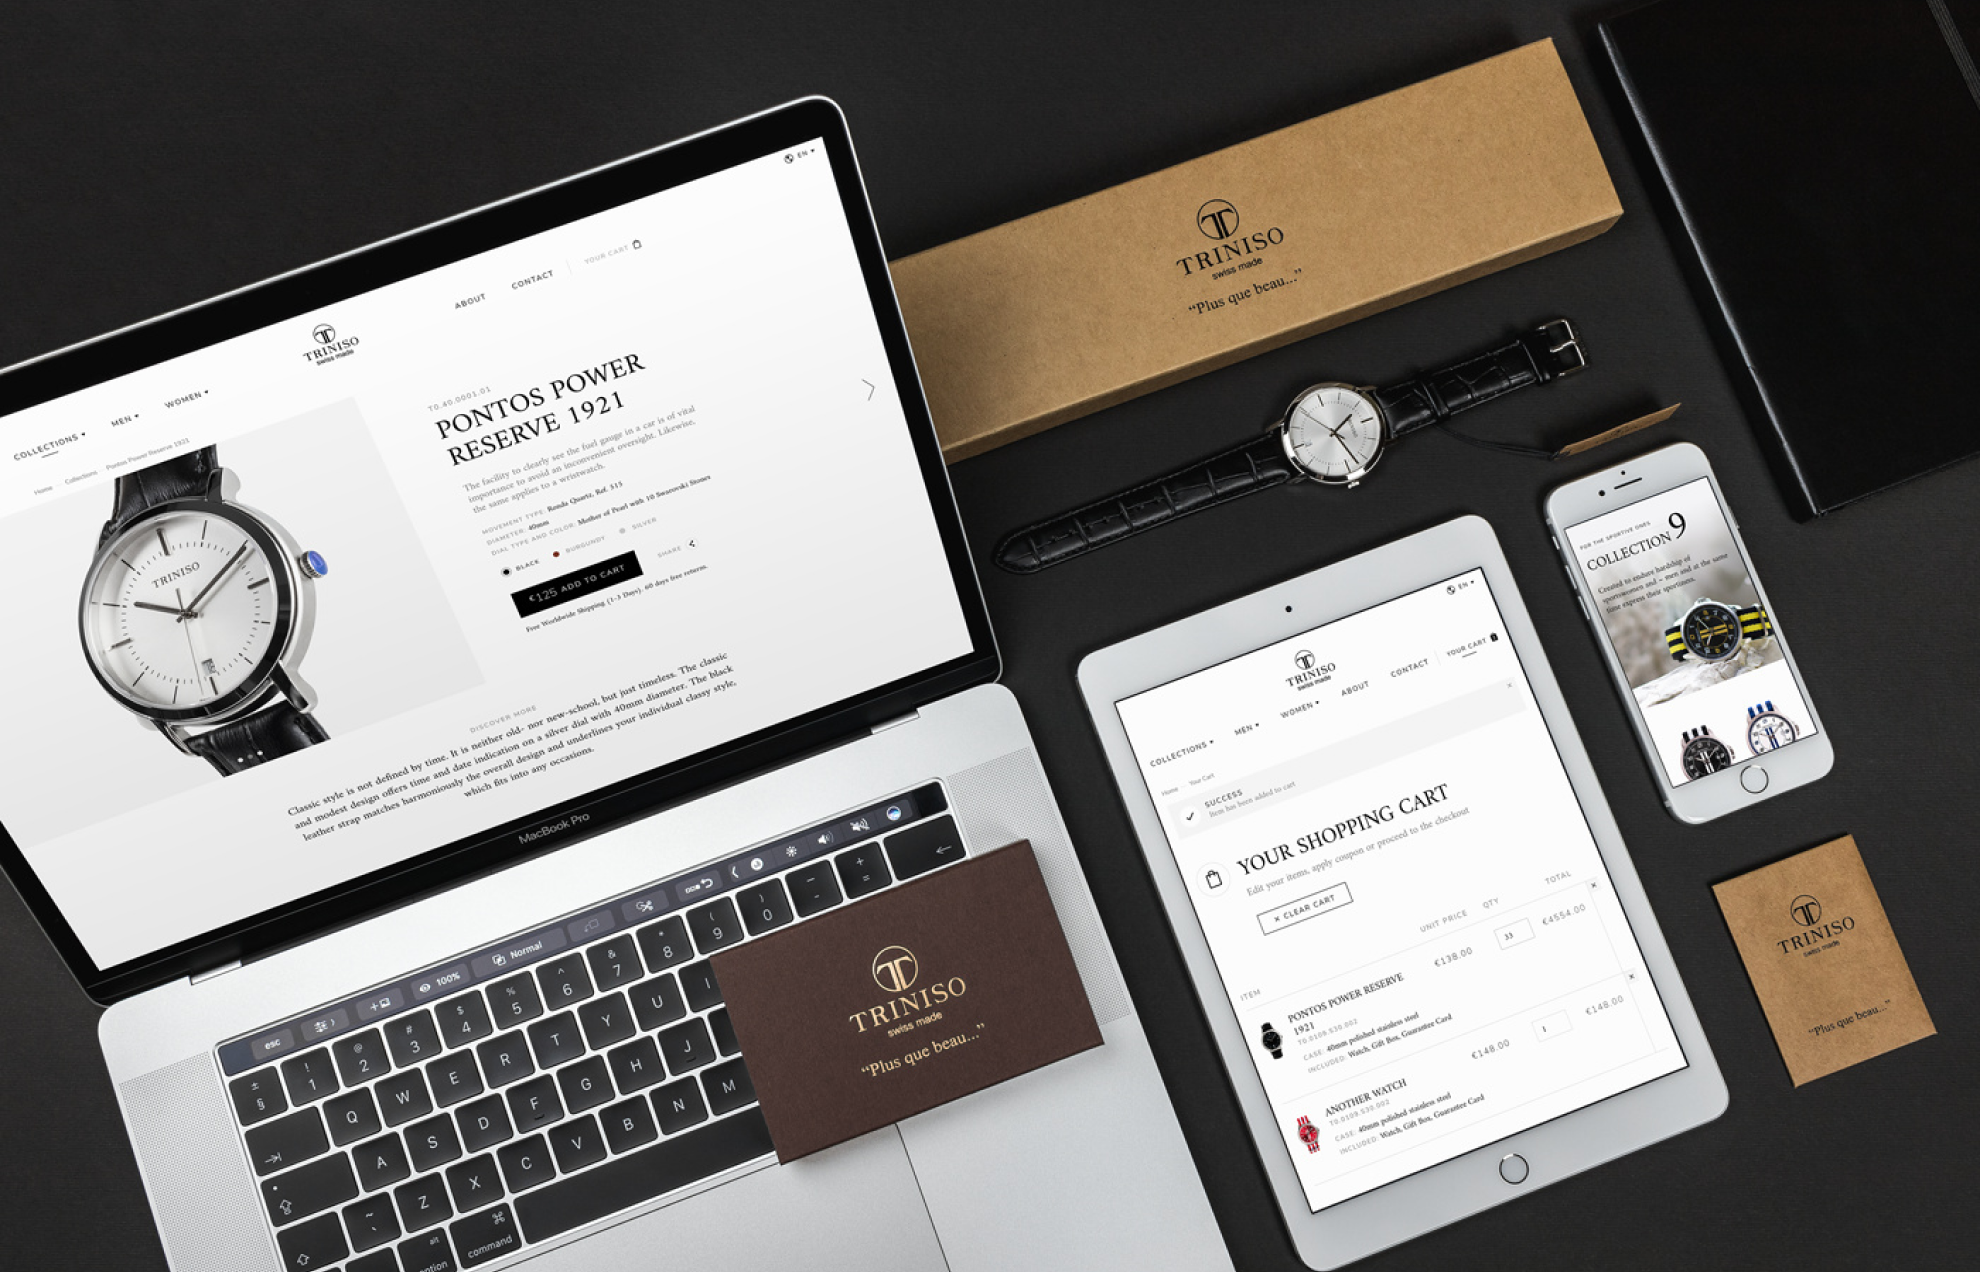 EN
COLLECTIONS
MEN
WOMEN
TRINISO
swiss made
ABOUT
CONTACT
YOUR CART
Home
Collections
Pontos Power Reserve 1921
TRINISO
T0.40.0001.01
PONTOS POWER
RESERVE 1921
The facility to clearly see the fuel gauge in a car is of vital
importance to avoid an inconvenient oversight. Likewise,
the same applies to a wristwatch.
MOVEMENT TYPE: Ronda Quartz, Ref. 515
DIAMETER: 40mm
DIAL TYPE AND COLOR: Mother of Pearl with 10 Swarovski Stones
BLACK
BURGUNDY
SILVER
€125 ADD TO CART
SHARE
Free Worldwide Shipping (1-3 Days). 60 days free returns.
DISCOVER MORE
Classic style is not defined by time. It is neither old- nor new-school, but just timeless. The classic
and modest design offers time and date indication on a silver dial with 40mm diameter. The black
leather strap matches harmoniously the overall design and underlines your individual classy style,
which fits into any occasions.
MacBook Pro
esc
100%
Normal
± §
! 1
@ 2
# 3
$ 4
% 5
^ 6
& 7
* 8
( 9
) 0
_ -
+ =
Q W E R T Y U I
A S D F G H J
~ ` Z X C V B N M
alt
option
⌘
command
TRINISO
swiss made
“Plus que beau...”
TRINISO
swiss made
“Plus que beau...”
EN
TRINISO
swiss made
COLLECTIONS
MEN
WOMEN
ABOUT
CONTACT
YOUR CART
Home
Your Cart
SUCCESS
Item has been added to cart
YOUR SHOPPING CART
Edit your items, apply coupon or proceed to the checkout
× CLEAR CART
ITEM
UNIT PRICE
QTY
TOTAL
PONTOS POWER RESERVE
1921
T0.0109.530.002
CASE: 40mm polished stainless steel
INCLUDED: Watch, Gift Box, Guarantee Card
€138.00
33
€4554.00
ANOTHER WATCH
T0.0109.530.002
CASE: 40mm polished stainless steel
INCLUDED: Watch, Gift Box, Guarantee Card
€148.00
1
€148.00
FOR THE SPORTIVE ONES
COLLECTION 9
Created to endure hardship of
sportswomen and – men and at the same
time express their sportiness.
TRINISO
swiss made
“Plus que beau...”